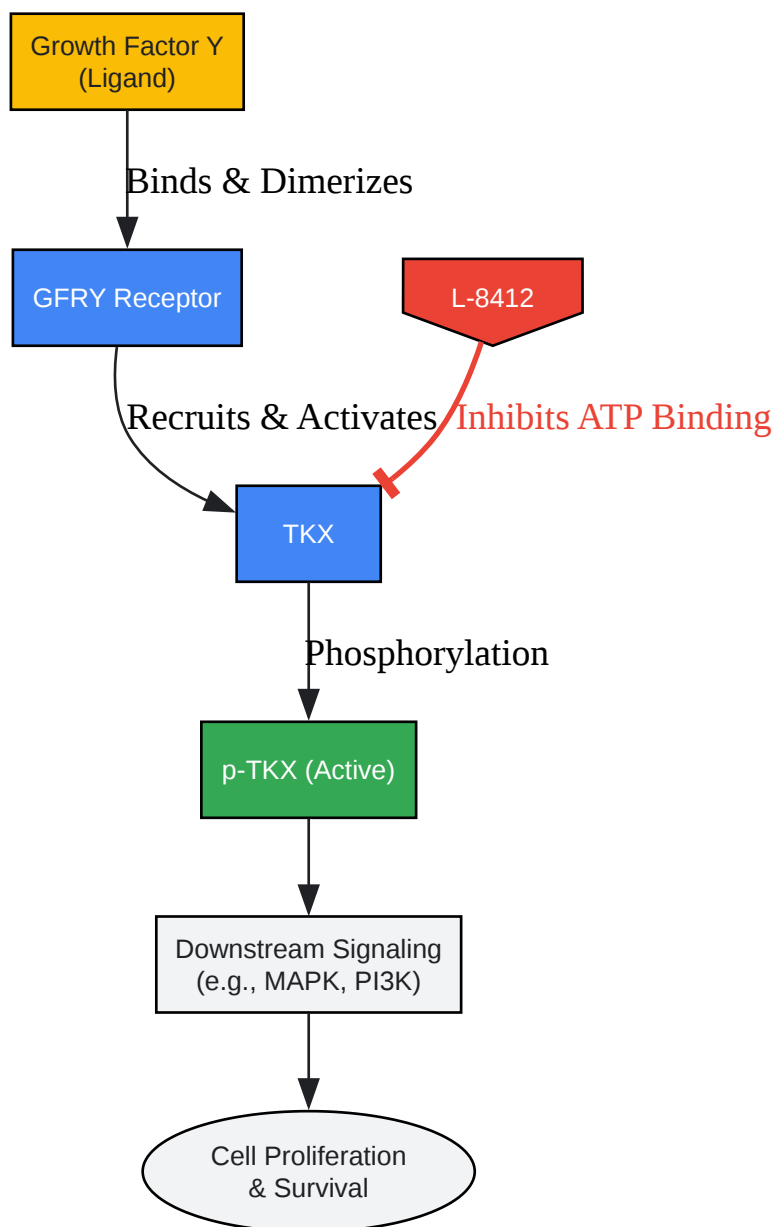 Growth Factor Y
(Ligand)
Binds & Dimerizes
GFRY Receptor
L-8412
Recruits & Activates
Inhibits ATP Binding
TKX
Phosphorylation
p-TKX (Active)
Downstream Signaling
(e.g., MAPK, PI3K)
Cell Proliferation
& Survival